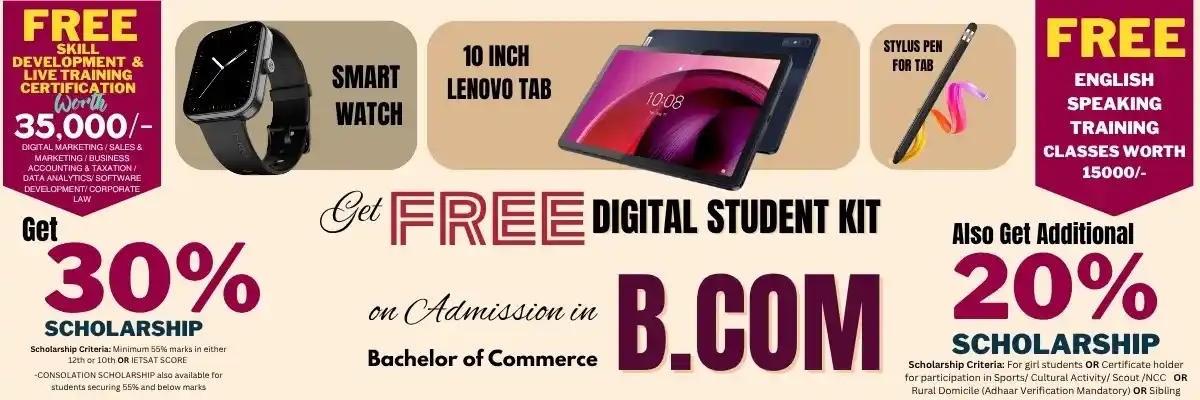 FREE
SKILL
DEVELOPMENT &
LIVE TRAINING
CERTIFICATION
Worth
35,000/-
DIGITAL MARKETING / SALES &
MARKETING / BUSINESS
ACCOUNTING & TAXATION /
DATA ANALYTICS/ SOFTWARE
DEVELOPMENT/ CORPORATE
LAW
Get
30%
SCHOLARSHIP
Scholarship Criteria: Minimum 55% marks in either
12th or 10th OR IETSAT SCORE
-CONSOLATION SCHOLARSHIP also available for
students securing 55% and below marks
SMART
WATCH
10 INCH
LENOVO TAB
10:08
STYLUS PEN
FOR TAB
Get FREE DIGITAL STUDENT KIT
on Admission in
Bachelor of Commerce
B.COM
FREE
ENGLISH
SPEAKING
TRAINING
CLASSES WORTH
15000/-
Also Get Additional
20%
SCHOLARSHIP
Scholarship Criteria: For girl students OR Certificate holder
for participation in Sports/ Cultural Activity/ Scout /NCC OR
Rural Domicile (Adhaar Verification Mandatory) OR Sibling